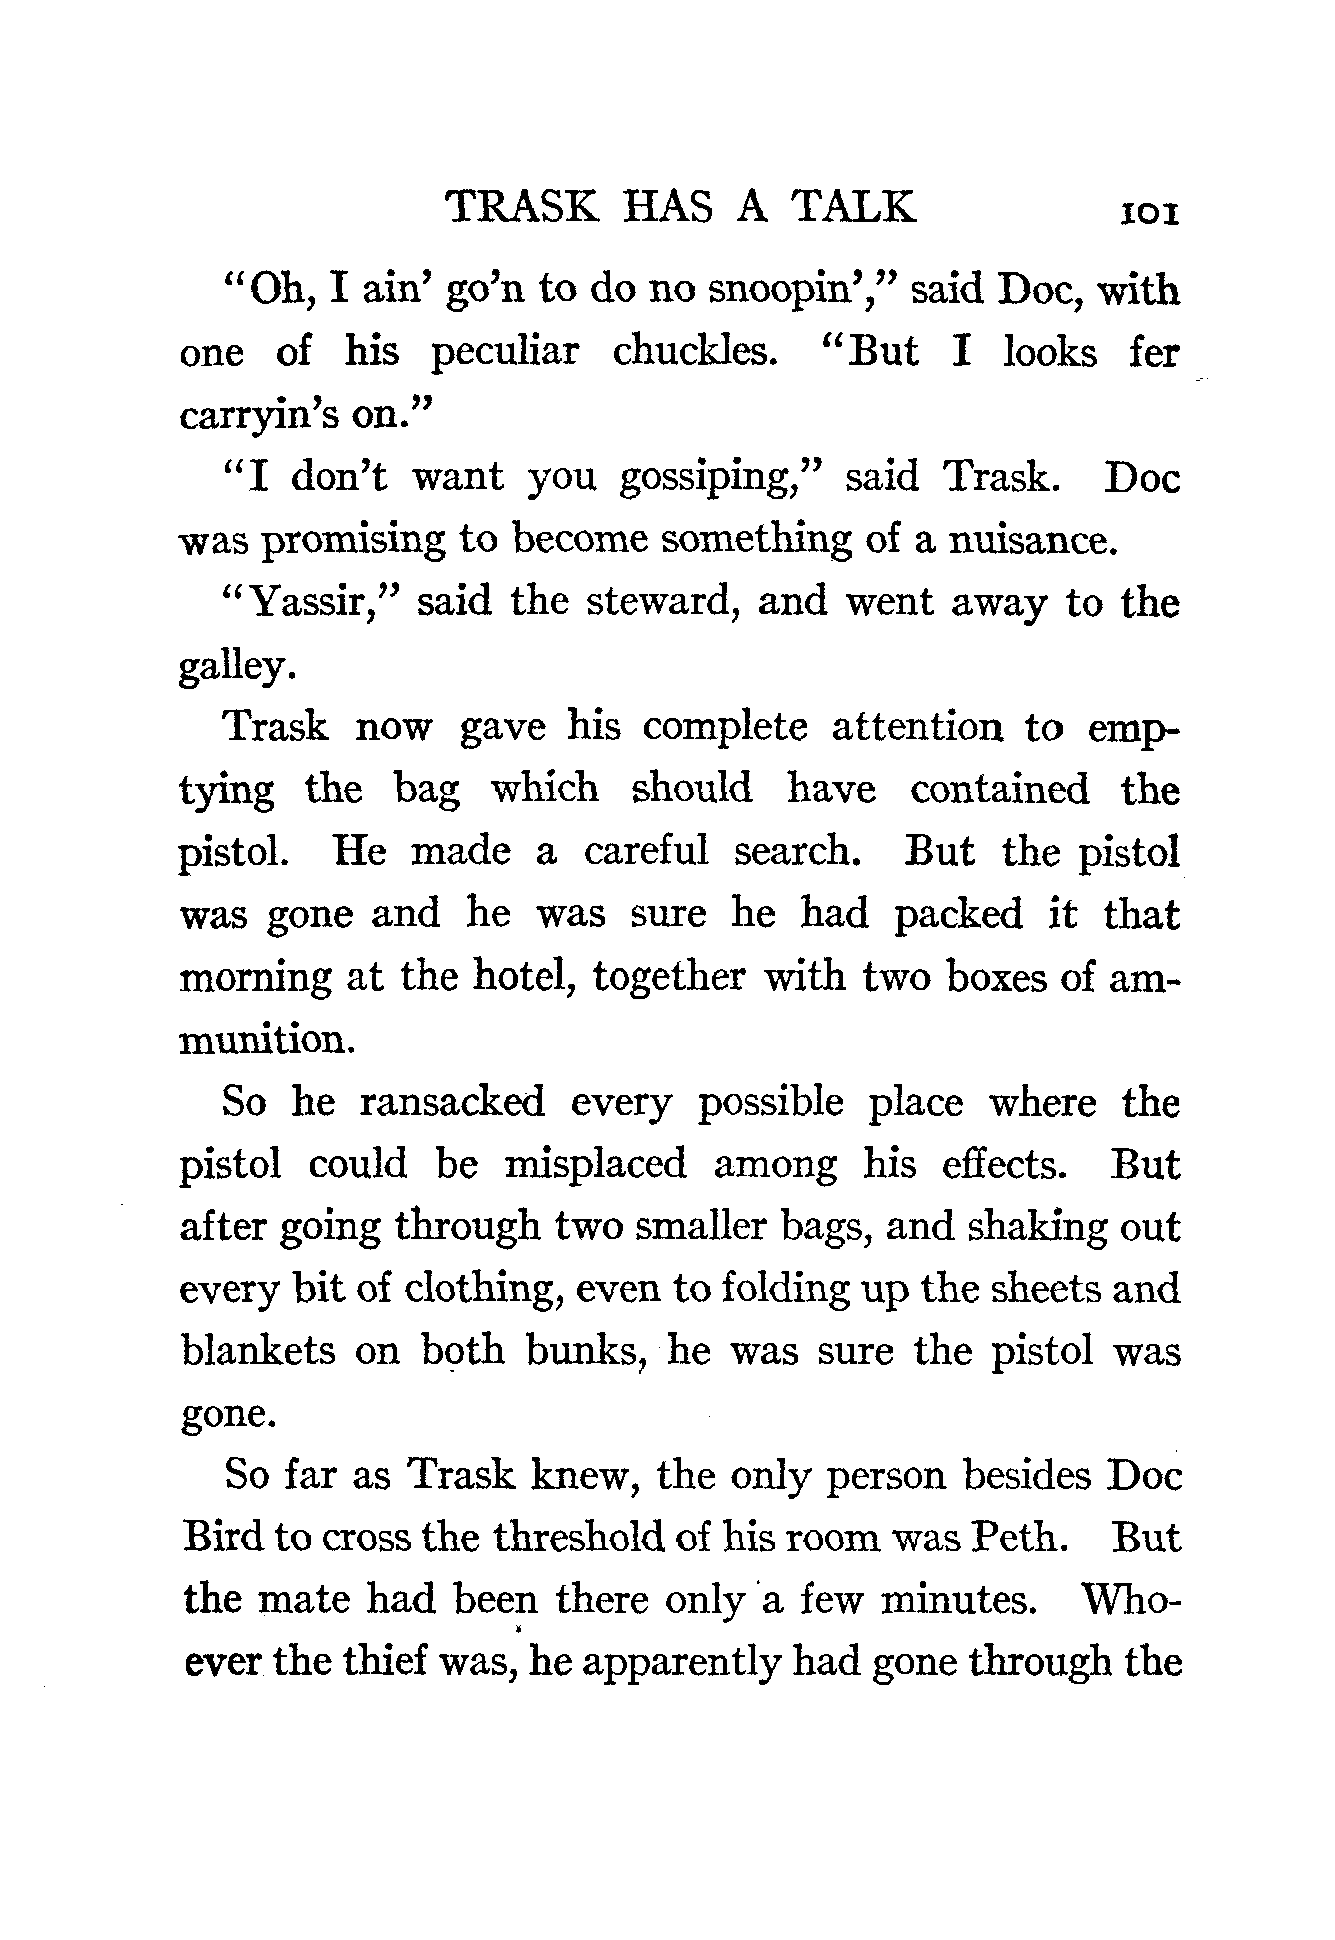 TRASK HAS A TALK 101
“Oh, I ain’ go’n to do no snoopin’,” said Doc, with
one of his peculiar chuckles. “But I looks fer
carryin’s on.”
“I don’t want you gossiping,” said Trask. Doc
was promising to become something of a nuisance.
“Yassir,” said the steward, and went away to the
galley.
Trask now gave his complete attention to emp-
tying the bag which should have contained the
pistol. He made a careful search. But the pistol
was gone and he was sure he had packed it that
morning at the hotel, together with two boxes of am-
munition.
So he ransacked every possible place where the
pistol could be misplaced among his effects. But
after going through two smaller bags, and shaking out
every bit of clothing, even to folding up the sheets and
blankets on both bunks, he was sure the pistol was
gone.
So far as Trask knew, the only person besides Doc
Bird to cross the threshold of his room was Peth. But
the mate had been there only a few minutes. Who-
ever the thief was, he apparently had gone through the